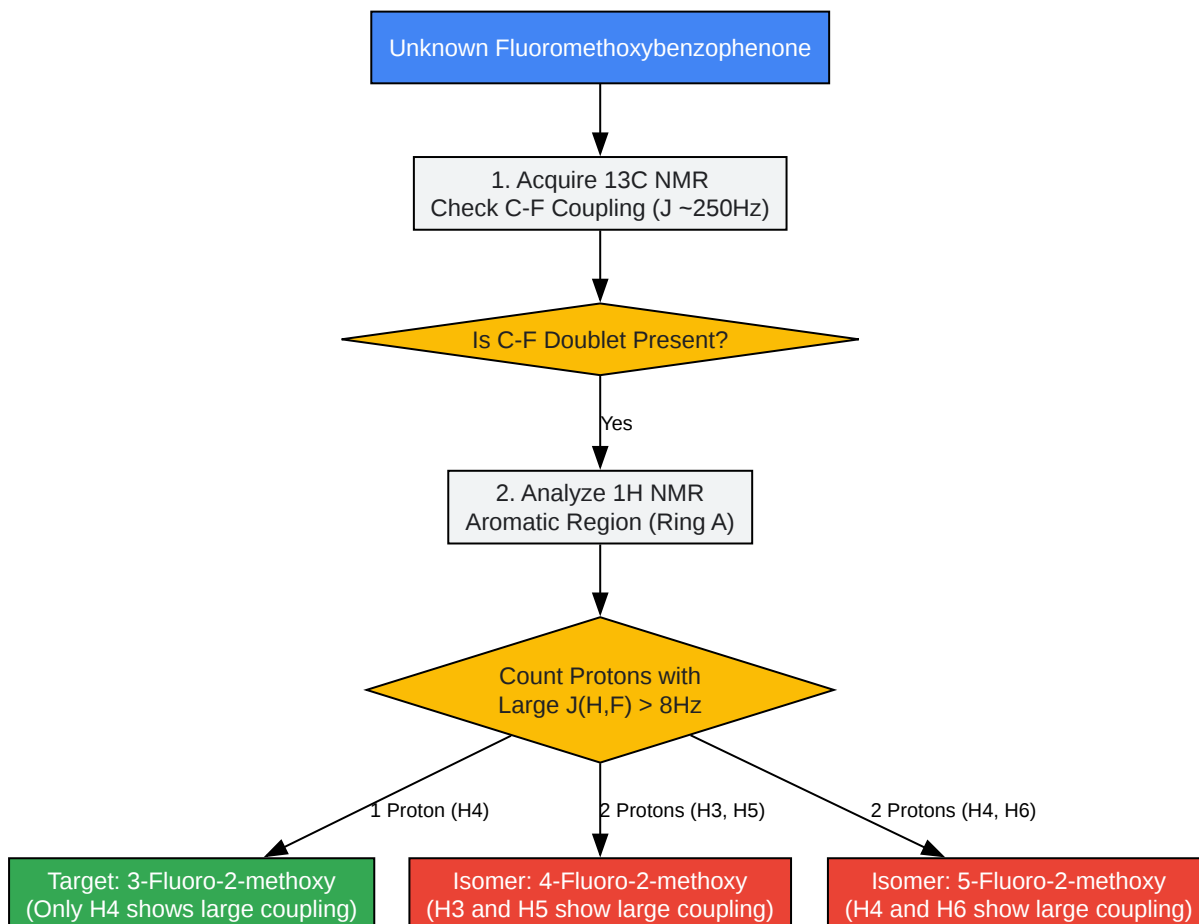 Unknown Fluoromethoxybenzophenone
1. Acquire 13C NMR
Check C-F Coupling (J ~250Hz)
Is C-F Doublet Present?
Yes
2. Analyze 1H NMR
Aromatic Region (Ring A)
Count Protons with
Large J(H,F) > 8Hz
1 Proton (H4)
2 Protons (H3, H5)
2 Protons (H4, H6)
Target: 3-Fluoro-2-methoxy
(Only H4 shows large coupling)
Isomer: 4-Fluoro-2-methoxy
(H3 and H5 show large coupling)
Isomer: 5-Fluoro-2-methoxy
(H4 and H6 show large coupling)